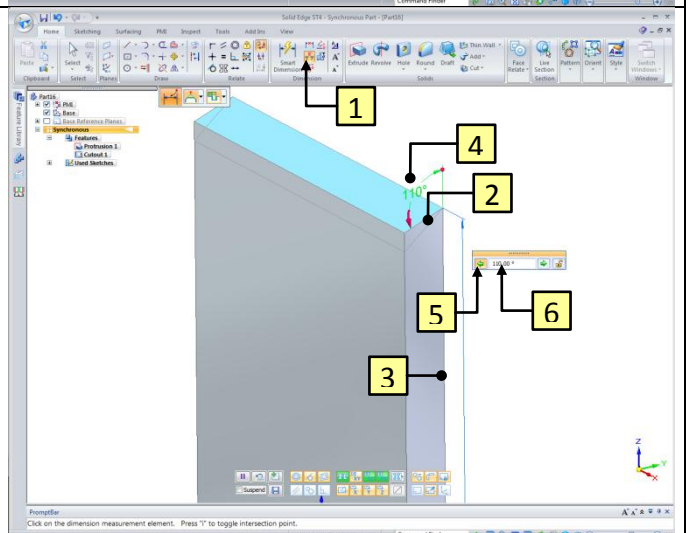 Command Finder
Solid Edge ST4 - Synchronous Part - [Part16]
Home Sketching Surfacing PMI Inspect Tools Add Ins View
Paste Select Smart Dimension Extrude Revolve Hole Round Draft Thin Wall Add Cut Face Relate Live Section Pattern Orient Style Switch Windows
Clipboard Select Planes Draw Relate Dimension Solids Section Window
Feature Library
Part16
PMI
Base
Base Reference Planes
Synchronous
Features
Protrusion 1
Cutout 1
Used Sketches
1
4
110°
2
110.00 °
5
6
3
Z
Y
X
Suspend
PromptBar
Click on the dimension measurement element. Press "i" to toggle intersection point.
Command Finder